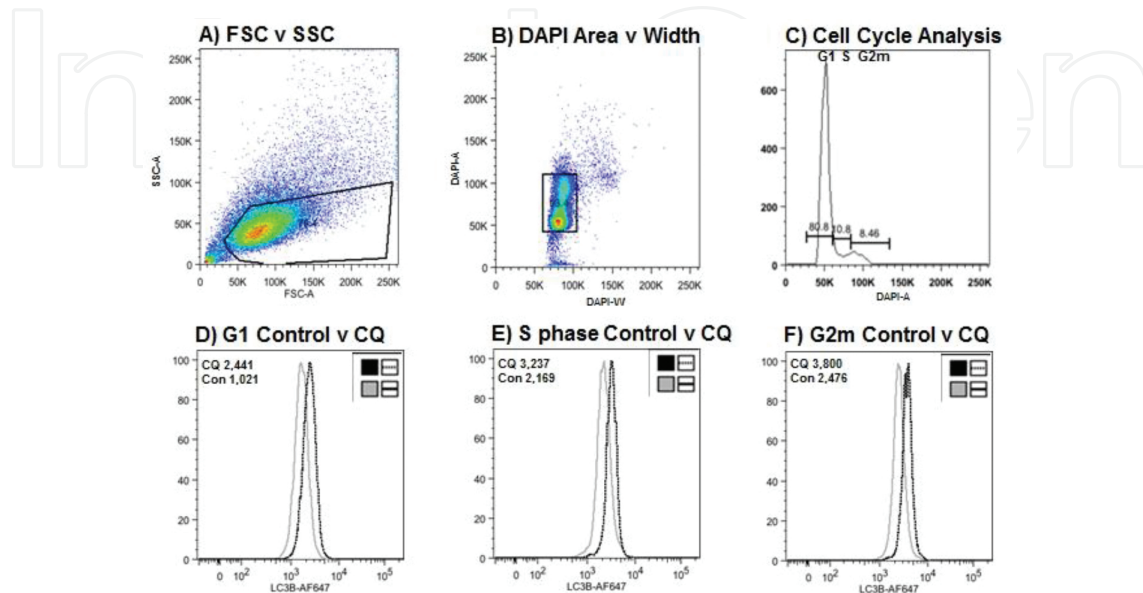 A) FSC v SSC
250K
200K
150K
100K
50K
0
SSC-A
0 50K 100K 150K 200K 250K
FSC-A
B) DAPI Area v Width
250K
200K
150K
100K
50K
0
DAPI-A
0 50K 100K 150K 200K 250K
DAPI-W
C) Cell Cycle Analysis
G1 S G2m
600
400
200
0
80.8 10.8 8.46
0 50K 100K 150K 200K 250K
DAPI-A
D) G1 Control v CQ
CQ 2,441
Con 1,021
100
80
60
40
20
0
0 10² 10³ 10⁴ 10⁵
LC3B-AF647
E) S phase Control v CQ
CQ 3,237
Con 2,169
100
80
60
40
20
0
0 10² 10³ 10⁴ 10⁵
LC3B-AF647
F) G2m Control v CQ
CQ 3,800
Con 2,476
100
80
60
40
20
0
0 10² 10³ 10⁴ 10⁵
LC3B-AF647